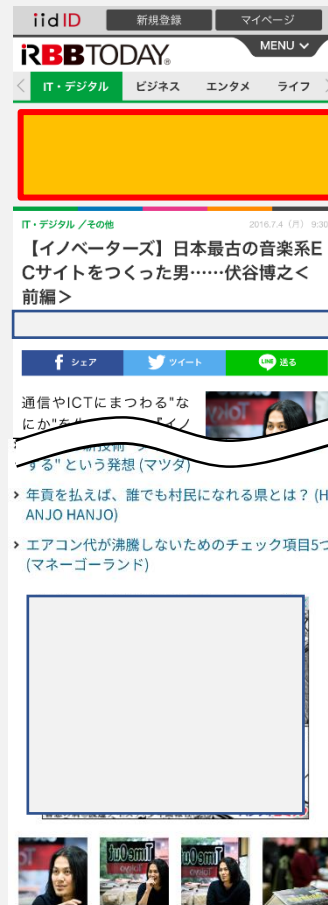 iid ID 新規登録 マイページ
RBB TODAY® MENU
IT・デジタル ビジネス エンタメ ライフ
IT・デジタル／その他 2016.7.4（月） 9:30
【イノベーターズ】日本最古の音楽系E
Cサイトをつくった男……伏谷博之＜
前編＞
シェア ツイート LINE 送る
通信やICTにまつわる"な
にか"を
する" という発想 (マツダ)
年貢を払えば、誰でも村民になれる県とは？ (H
ANJO HANJO)
エアコン代が沸騰しないためのチェック項目5つ
(マネーゴーランド)